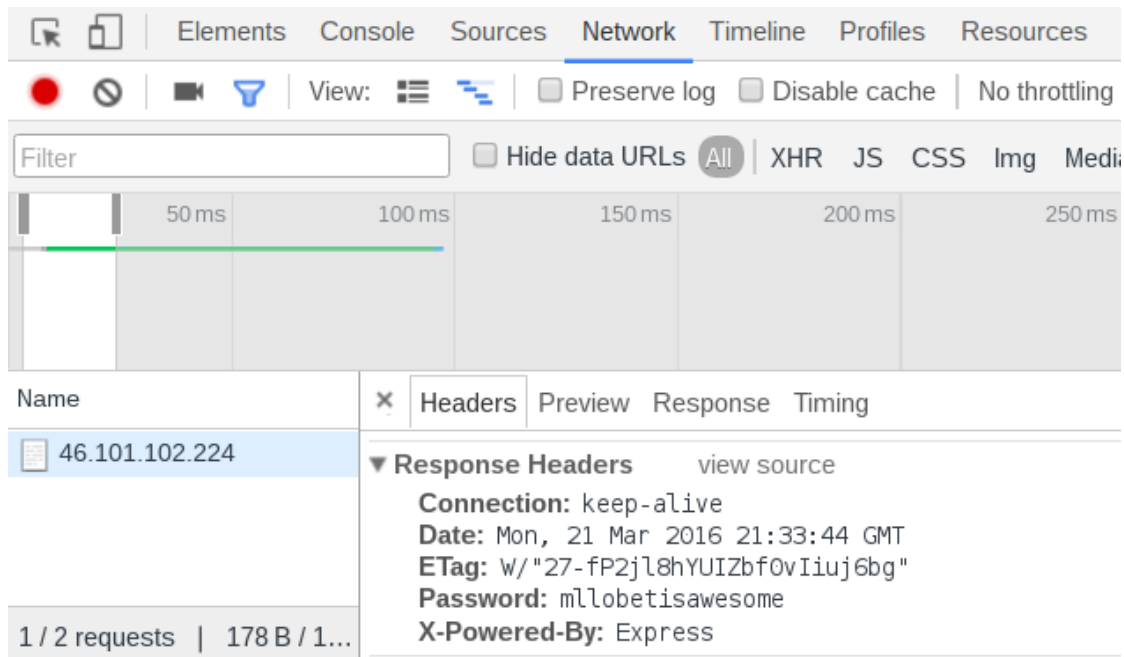 Elements Console Sources Network Timeline Profiles Resources
View: Preserve log Disable cache No throttling
Filter Hide data URLs All XHR JS CSS Img Media
50 ms 100 ms 150 ms 200 ms 250 ms
Name
× Headers Preview Response Timing
46.101.102.224
▼ Response Headers view source
Connection: keep-alive
Date: Mon, 21 Mar 2016 21:33:44 GMT
ETag: W/"27-fP2jl8hYUIZbf0vIiuj6bg"
Password: mllobetisawesome
X-Powered-By: Express
1 / 2 requests | 178 B / 1...